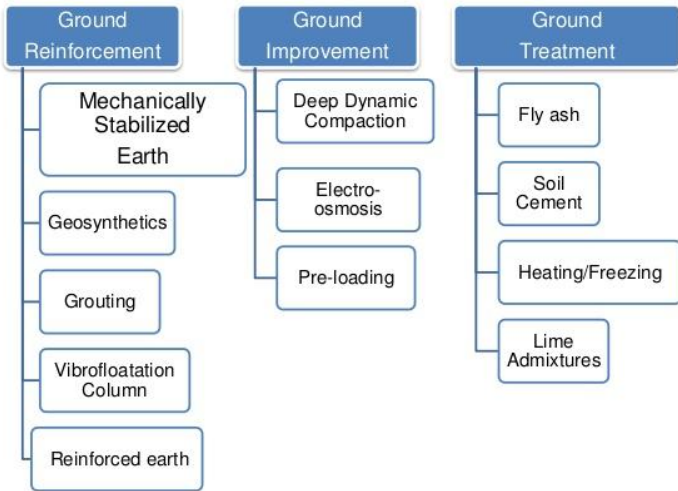 Ground
Reinforcement
Mechanically
Stabilized
Earth
Geosynthetics
Grouting
Vibrofloatation
Column
Reinforced earth
Ground
Improvement
Deep Dynamic
Compaction
Electro-
osmosis
Pre-loading
Ground
Treatment
Fly ash
Soil
Cement
Heating/Freezing
Lime
Admixtures